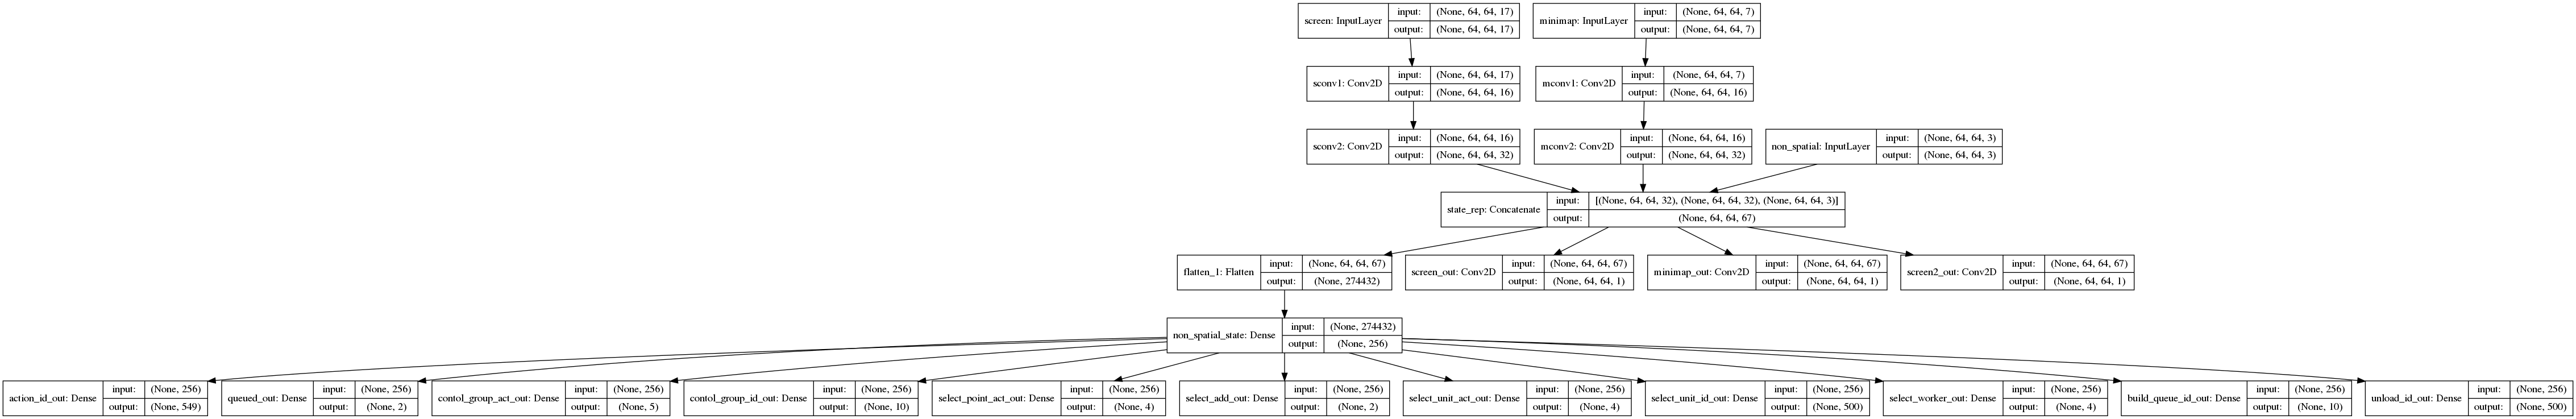 screen: InputLayer input: (None, 64, 64, 17) output: (None, 64, 64, 17)
minimap: InputLayer input: (None, 64, 64, 7) output: (None, 64, 64, 7)
sconv1: Conv2D input: (None, 64, 64, 17) output: (None, 64, 64, 16)
mconv1: Conv2D input: (None, 64, 64, 7) output: (None, 64, 64, 16)
sconv2: Conv2D input: (None, 64, 64, 16) output: (None, 64, 64, 32)
mconv2: Conv2D input: (None, 64, 64, 16) output: (None, 64, 64, 32)
non_spatial: InputLayer input: (None, 64, 64, 3) output: (None, 64, 64, 3)
state_rep: Concatenate input: [(None, 64, 64, 32), (None, 64, 64, 32), (None, 64, 64, 3)] output: (None, 64, 64, 67)
flatten_1: Flatten input: (None, 64, 64, 67) output: (None, 274432)
screen_out: Conv2D input: (None, 64, 64, 67) output: (None, 64, 64, 1)
minimap_out: Conv2D input: (None, 64, 64, 67) output: (None, 64, 64, 1)
screen2_out: Conv2D input: (None, 64, 64, 67) output: (None, 64, 64, 1)
non_spatial_state: Dense input: (None, 274432) output: (None, 256)
action_id_out: Dense input: (None, 256) output: (None, 549)
queued_out: Dense input: (None, 256) output: (None, 2)
contol_group_act_out: Dense input: (None, 256) output: (None, 5)
contol_group_id_out: Dense input: (None, 256) output: (None, 10)
select_point_act_out: Dense input: (None, 256) output: (None, 4)
select_add_out: Dense input: (None, 256) output: (None, 2)
select_unit_act_out: Dense input: (None, 256) output: (None, 4)
select_unit_id_out: Dense input: (None, 256) output: (None, 500)
select_worker_out: Dense input: (None, 256) output: (None, 4)
build_queue_id_out: Dense input: (None, 256) output: (None, 10)
unload_id_out: Dense input: (None, 256) output: (None, 500)